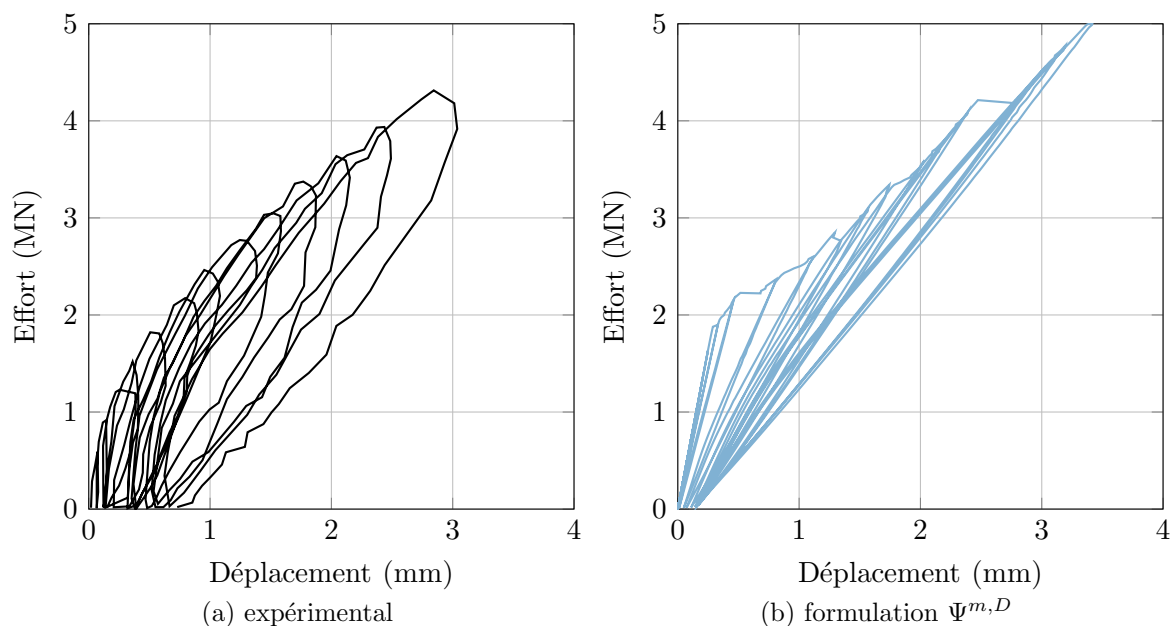 5
4
3
2
1
0
Effort (MN)
0 1 2 3 4
Déplacement (mm)
(a) expérimental
5
4
3
2
1
0
Effort (MN)
0 1 2 3 4
Déplacement (mm)
(b) formulation Ψ^{m,D}